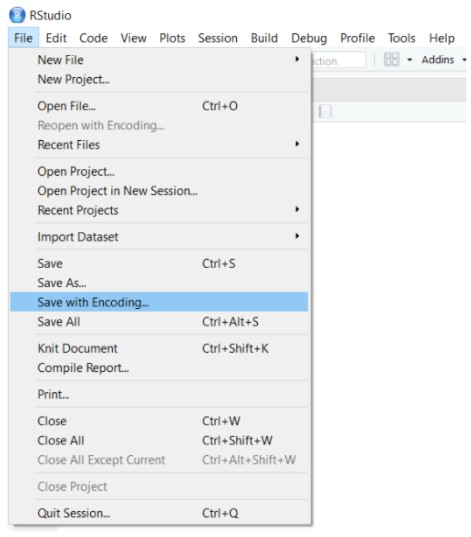 RStudio
File Edit Code View Plots Session Build Debug Profile Tools Help
New File
New Project...
Addins
Open File... Ctrl+O
Reopen with Encoding...
Recent Files
Open Project...
Open Project in New Session...
Recent Projects
Import Dataset
Save Ctrl+S
Save As...
Save with Encoding...
Save All Ctrl+Alt+S
Knit Document Ctrl+Shift+K
Compile Report...
Print...
Close Ctrl+W
Close All Ctrl+Shift+W
Close All Except Current Ctrl+Alt+Shift+W
Close Project
Quit Session... Ctrl+Q